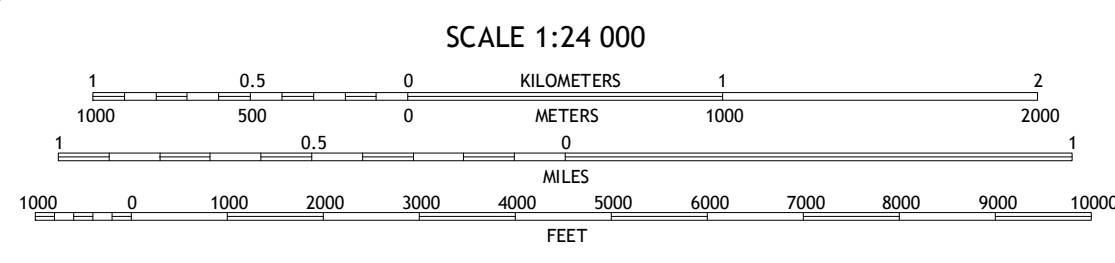 SCALE 1:24 000
1 0.5 0 KILOMETERS 1 2
1000 500 0 METERS 1000 2000
1 0.5 0 1
MILES
1000 0 1000 2000 3000 4000 5000 6000 7000 8000 9000 10000
FEET